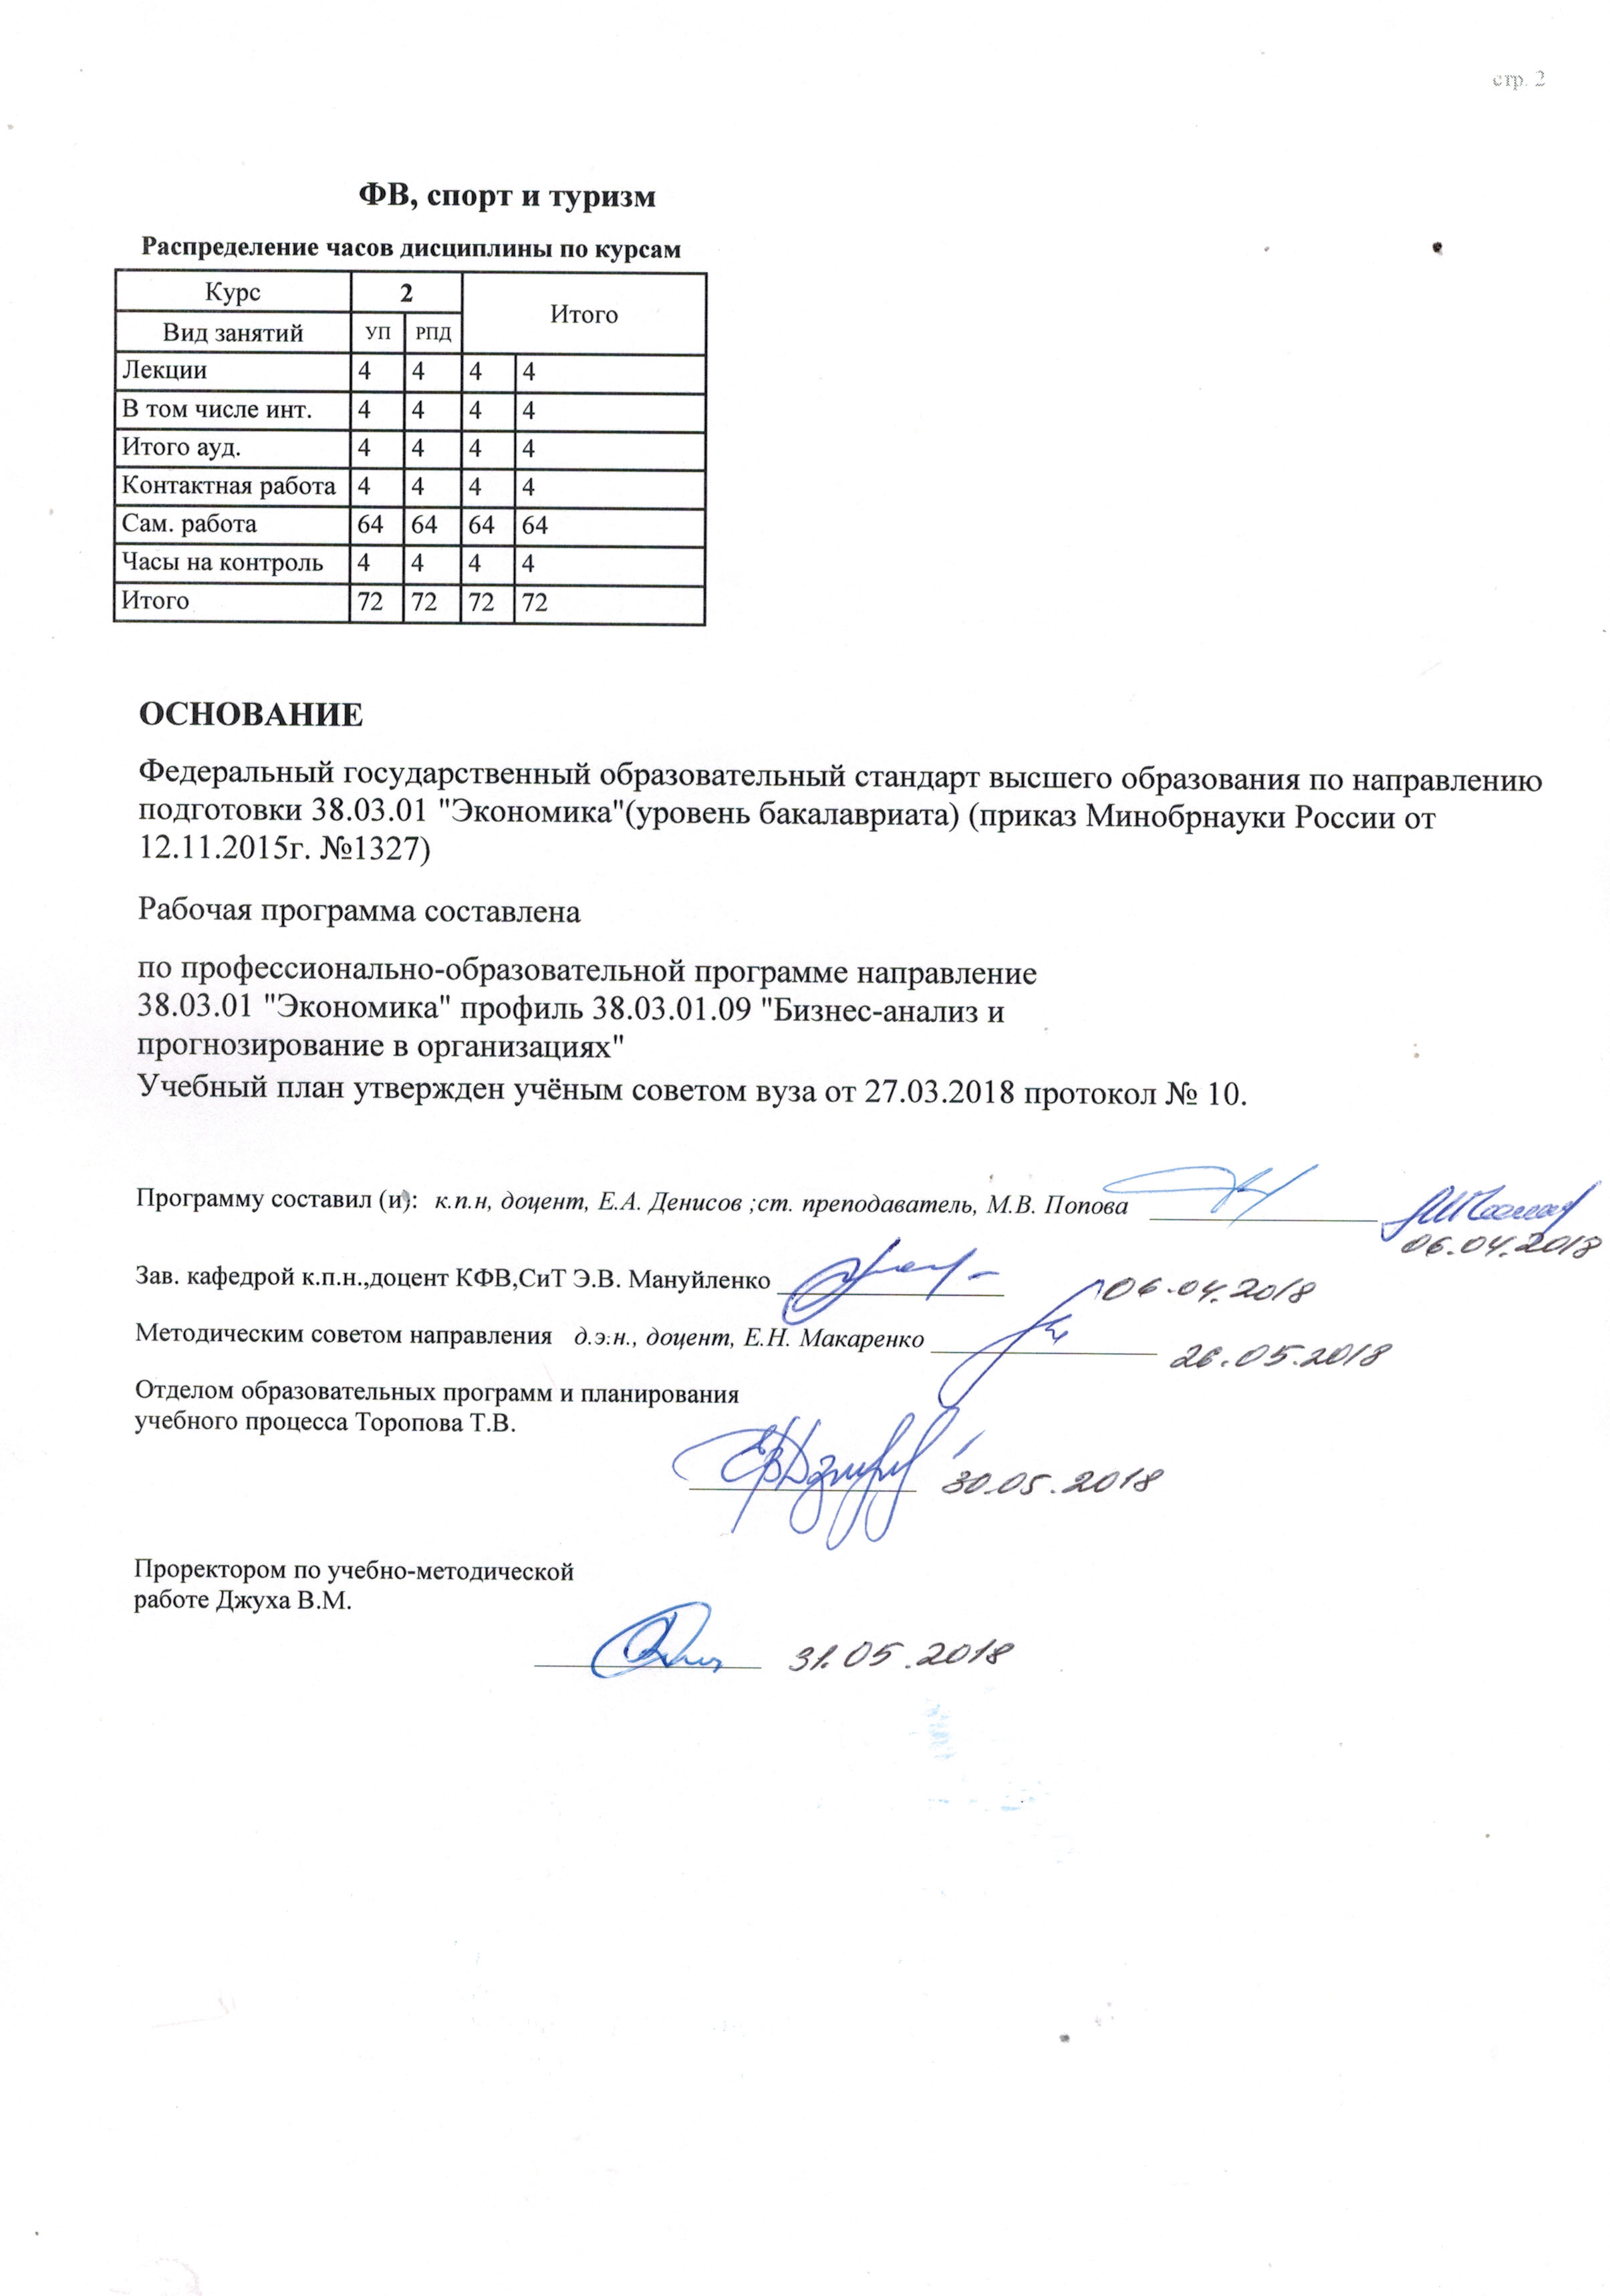 стр. 2
ФВ, спорт и туризм
Распределение часов дисциплины по курсам
Курс 2 Итого
Вид занятий УП РПД
Лекции 4 4 4 4
В том числе инт. 4 4 4 4
Итого ауд. 4 4 4 4
Контактная работа 4 4 4 4
Сам. работа 64 64 64 64
Часы на контроль 4 4 4 4
Итого 72 72 72 72
ОСНОВАНИЕ
Федеральный государственный образовательный стандарт высшего образования по направлению
подготовки 38.03.01 "Экономика"(уровень бакалавриата) (приказ Минобрнауки России от
12.11.2015г. №1327)
Рабочая программа составлена
по профессионально-образовательной программе направление
38.03.01 "Экономика" профиль 38.03.01.09 "Бизнес-анализ и
прогнозирование в организациях"
Учебный план утвержден учёным советом вуза от 27.03.2018 протокол № 10.
Программу составил (и): к.п.н, доцент, Е.А. Денисов ;ст. преподаватель, М.В. Попова
06.04.2018
Зав. кафедрой к.п.н.,доцент КФВ,СиТ Э.В. Мануйленко 06.04.2018
Методическим советом направления д.э.н., доцент, Е.Н. Макаренко 26.05.2018
Отделом образовательных программ и планирования
учебного процесса Торопова Т.В.
30.05.2018
Проректором по учебно-методической
работе Джуха В.М.
31.05.2018